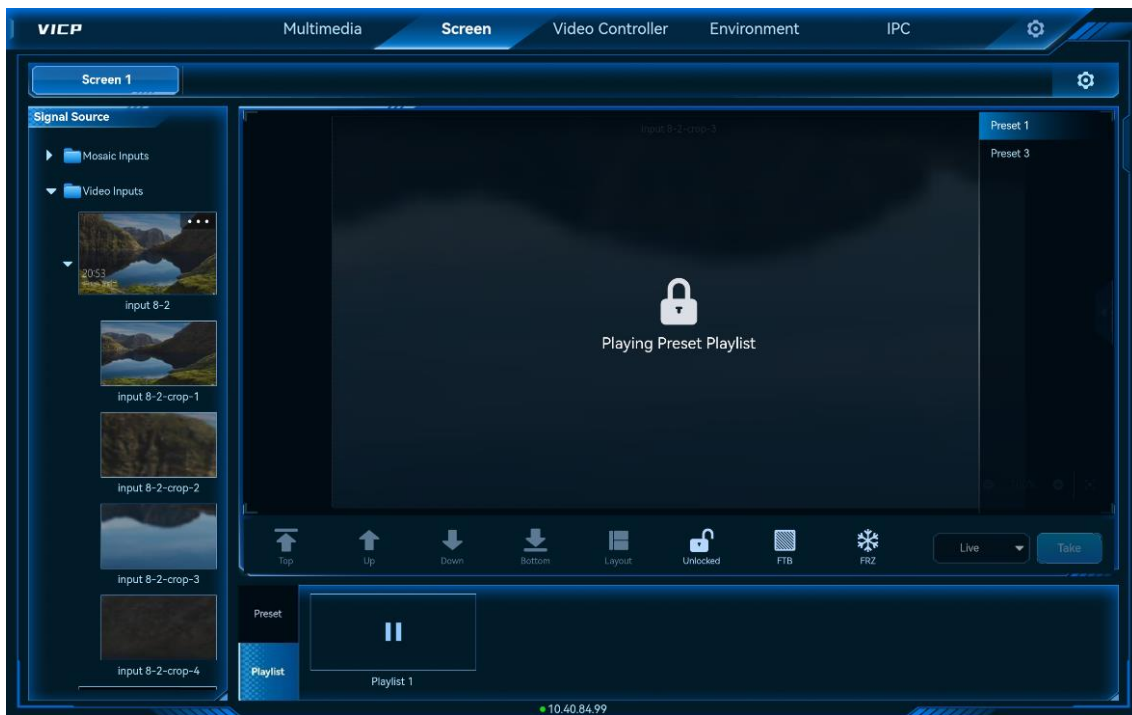 VICP
Multimedia
Screen
Video Controller
Environment
IPC
Screen 1
Signal Source
Mosaic Inputs
Video Inputs
20:53
input 8-2
input 8-2-crop-1
input 8-2-crop-2
input 8-2-crop-3
input 8-2-crop-4
input 8-2-crop-3
Playing Preset Playlist
Preset 1
Preset 3
Top
Up
Down
Bottom
Layout
Unlocked
FTB
FRZ
Live
Take
Preset
Playlist
Playlist 1
10.40.84.99